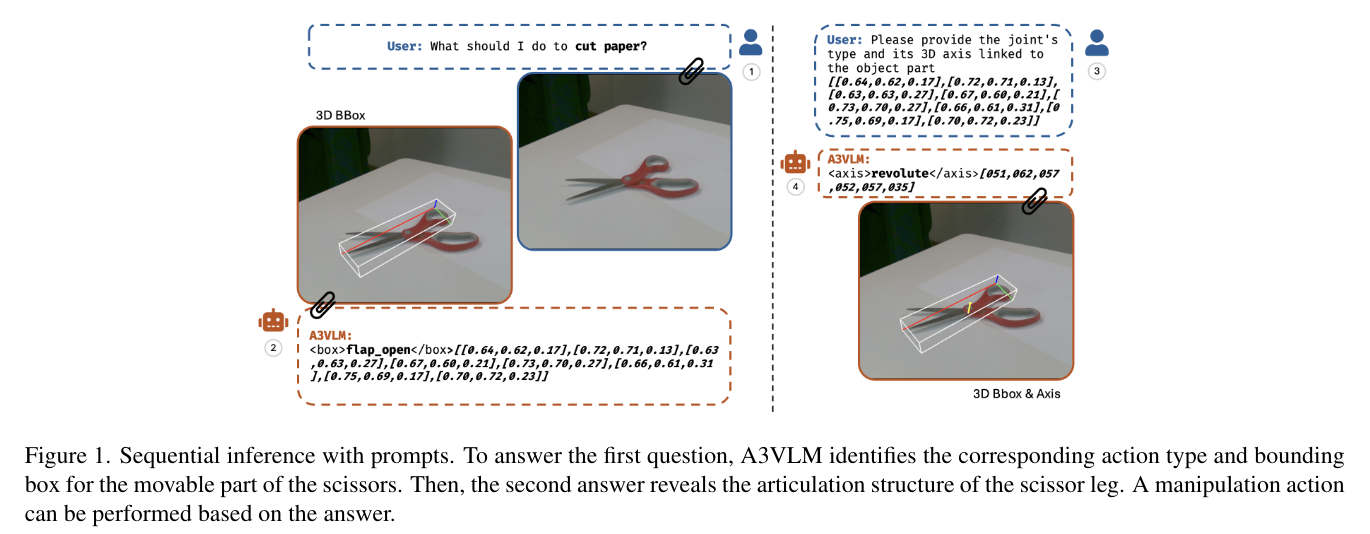 User: What should I do to cut paper?
1
3D BBox
2
A3VLM:
<box>flap_open</box>[[0.64,0.62,0.17],[0.72,0.71,0.13],[0.63
,0.63,0.27],[0.67,0.60,0.21],[0.73,0.70,0.27],[0.66,0.61,0.31
],[0.75,0.69,0.17],[0.70,0.72,0.23]]
User: Please provide the joint's
type and its 3D axis linked to
the object part
[[0.64,0.62,0.17],[0.72,0.71,0.13],
[0.63,0.63,0.27],[0.67,0.60,0.21],[
0.73,0.70,0.27],[0.66,0.61,0.31],[0
.75,0.69,0.17],[0.70,0.72,0.23]]
3
A3VLM:
<axis>revolute</axis>[051,062,057
,052,057,035]
4
3D Bbox & Axis
Figure 1. Sequential inference with prompts. To answer the first question, A3VLM identifies the corresponding action type and bounding
box for the movable part of the scissors. Then, the second answer reveals the articulation structure of the scissor leg. A manipulation action
can be performed based on the answer.